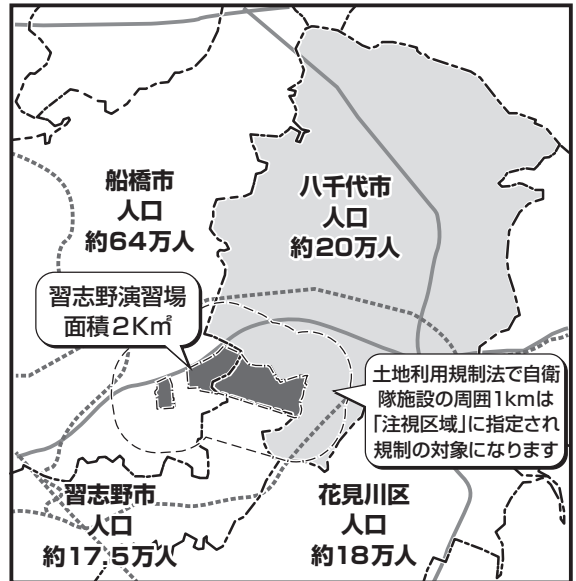 船橋市
人口
約64万人
八千代市
人口
約20万人
習志野演習場
面積2K㎡
土地利用規制法で自衛
隊施設の周囲1kmは
「注視区域」に指定され
規制の対象になります
習志野市
人口
約17.5万人
花見川区
人口
約18万人